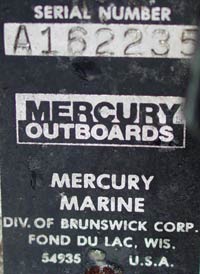 SERIAL NUMBER
A162235
MERCURY
OUTBOARDS
MERCURY
MARINE
DIV. OF BRUNSWICK CORP.
FOND DU LAC, WIS.
54935 U.S.A.